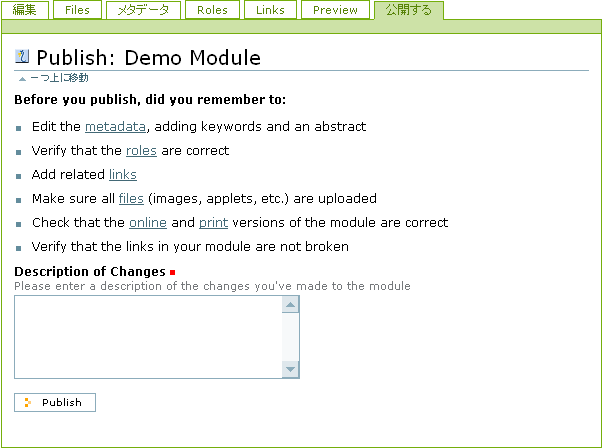 編集 Files メタデータ Roles Links Preview 公開する
Publish: Demo Module
一つ上に移動
Before you publish, did you remember to:
Edit the metadata, adding keywords and an abstract
Verify that the roles are correct
Add related links
Make sure all files (images, applets, etc.) are uploaded
Check that the online and print versions of the module are correct
Verify that the links in your module are not broken
Description of Changes
Please enter a description of the changes you've made to the module
Publish